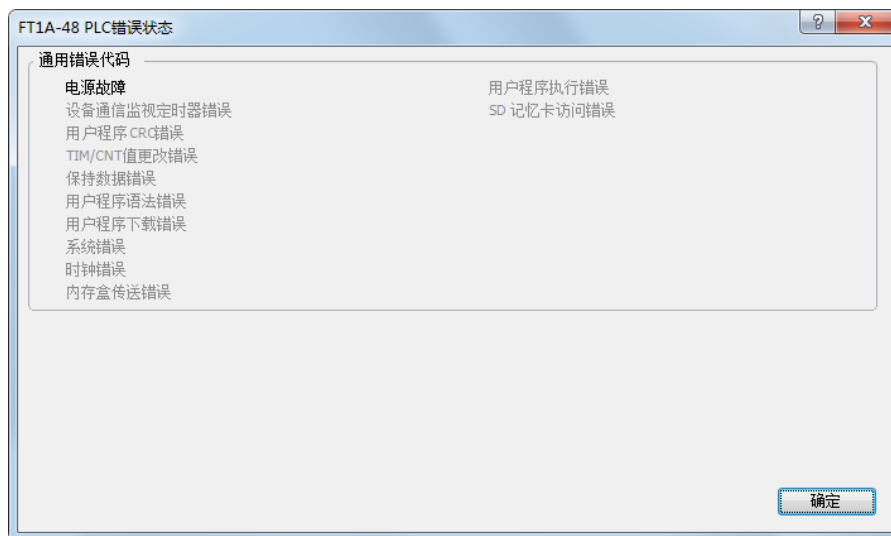 FT1A-48 PLC错误状态
通用错误代码
电源故障
设备通信监视定时器错误
用户程序CRC错误
TIM/CNT值更改错误
保持数据错误
用户程序语法错误
用户程序下载错误
系统错误
时钟错误
内存盒传送错误
用户程序执行错误
SD 记忆卡访问错误
确定